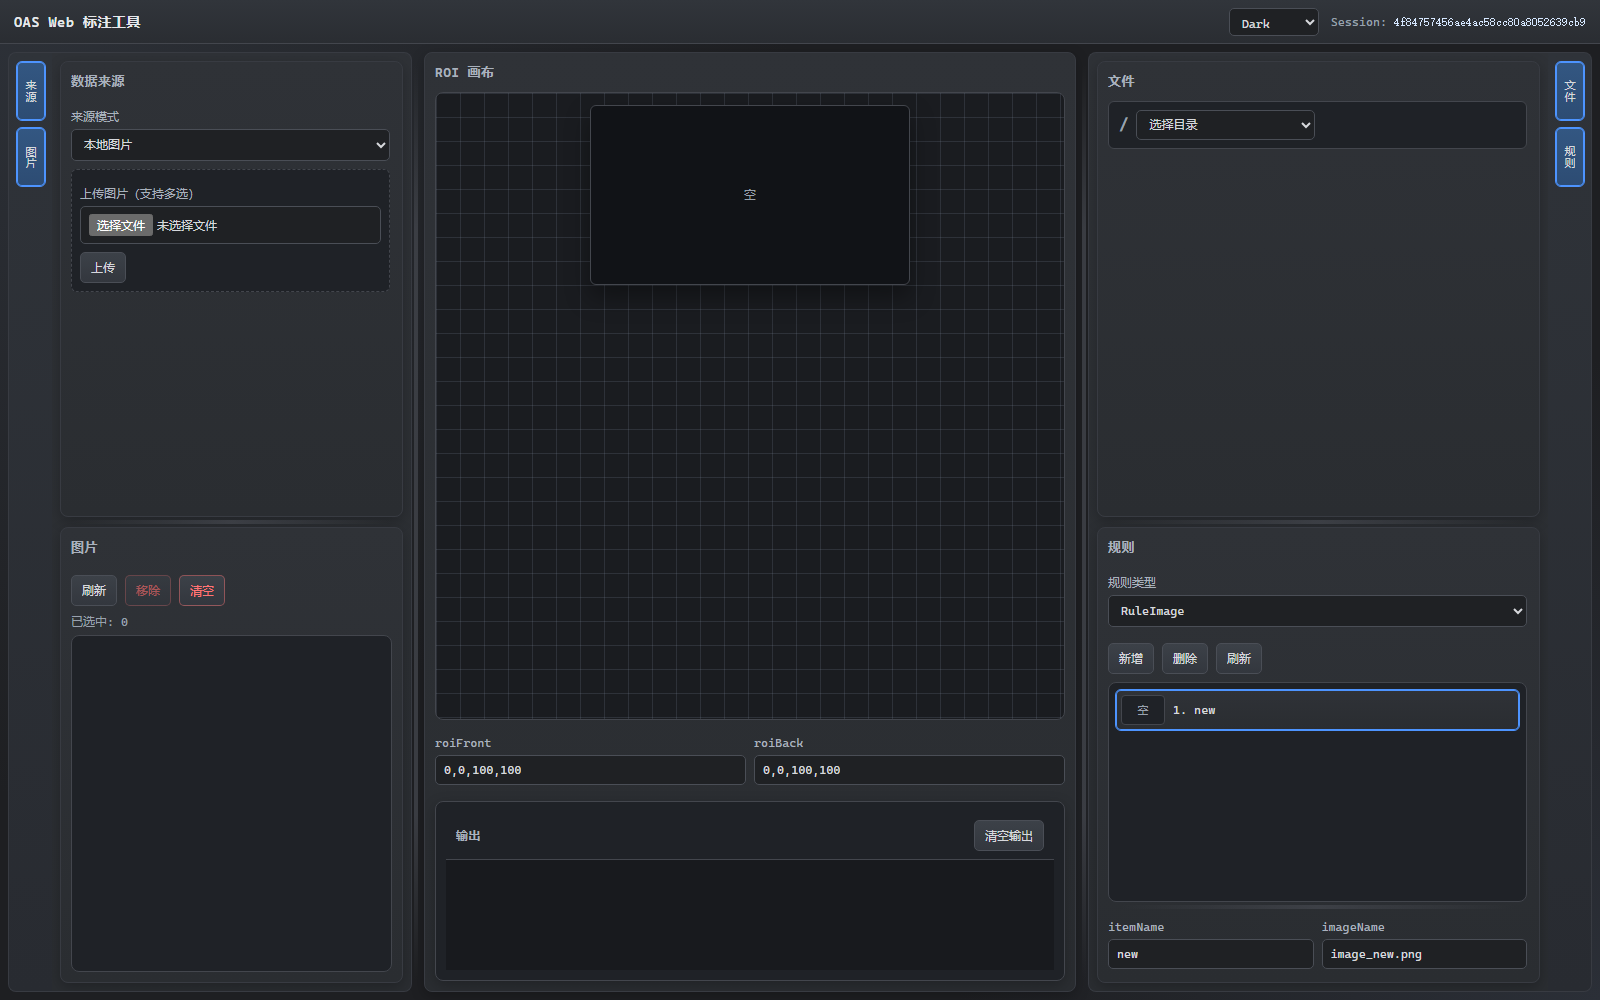 OAS Web 标注工具
Dark
Session: 4f84757456ae4ac58cc80a8052639cb9
来源
图片
数据来源
来源模式
本地图片
上传图片 (支持多选)
选择文件 未选择文件
上传
图片
刷新 移除 清空
已选中: 0
ROI 画布
空
roiFront
0,0,100,100
roiBack
0,0,100,100
输出
清空输出
文件
/ 选择目录
规则
规则类型
RuleImage
新增 删除 刷新
空 1. new
itemName
new
imageName
image_new.png
文件
规则